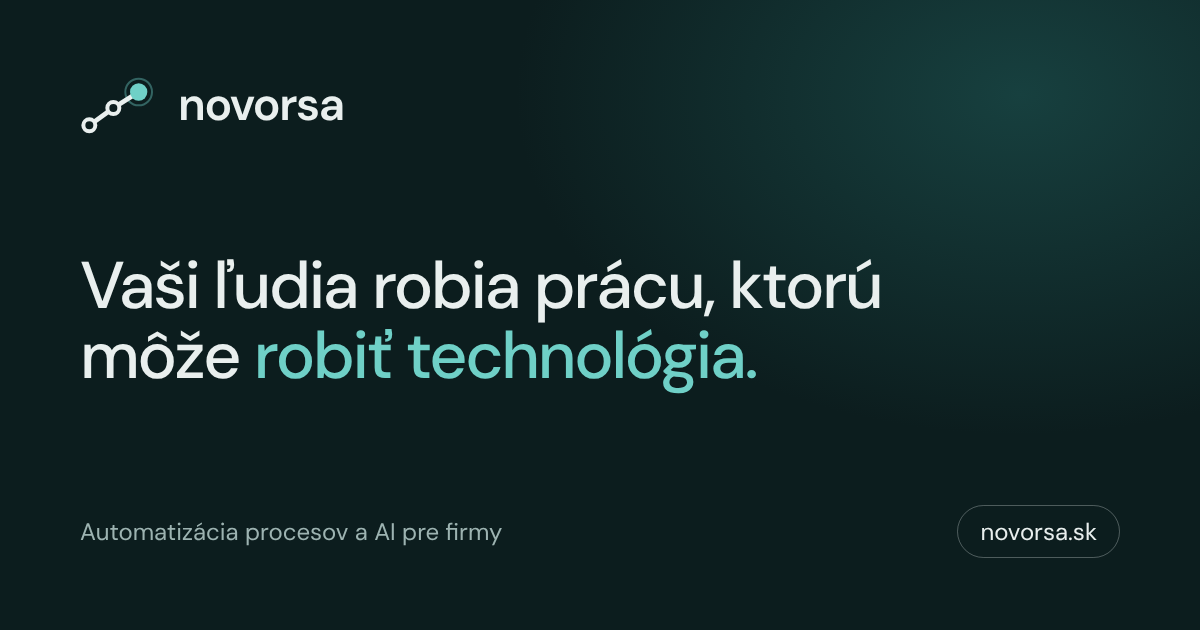 novorsa
Vaši ľudia robia prácu, ktorú
môže robiť technológia.
Automatizácia procesov a AI pre firmy
novorsa.sk